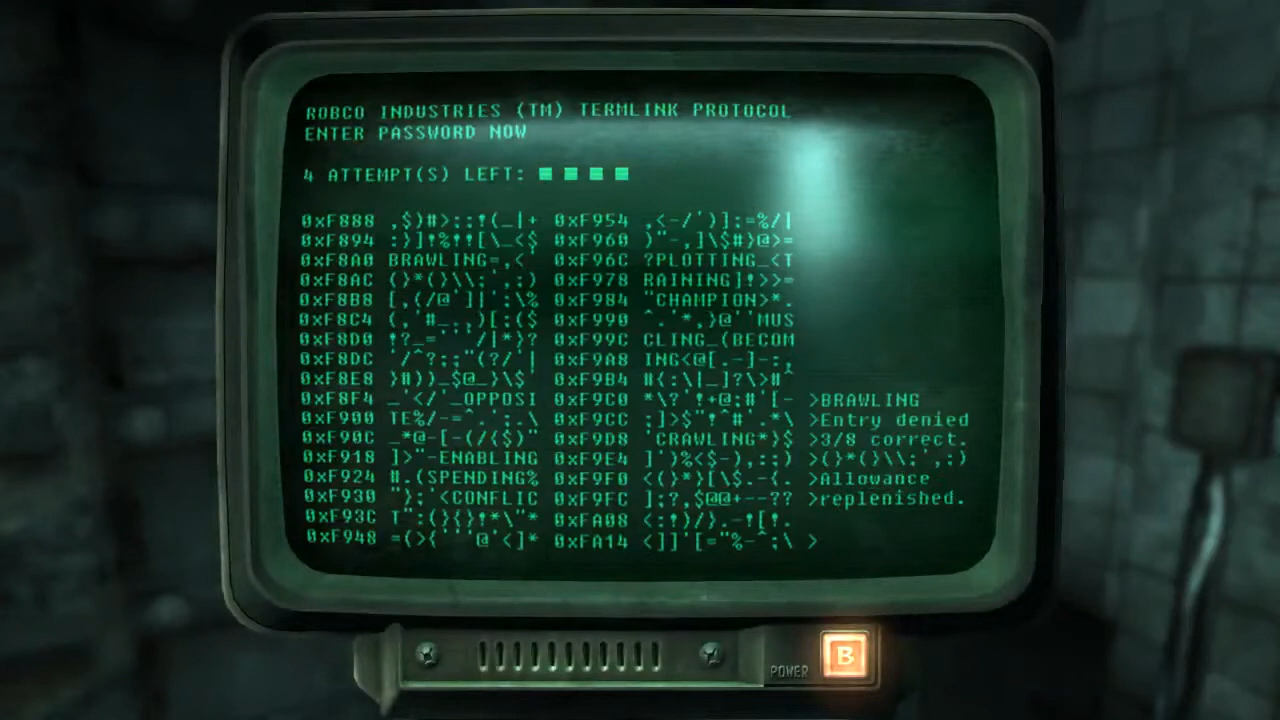 ROBCO INDUSTRIES (TM) TERMLINK PROTOCOL
ENTER PASSWORD NOW
4 ATTEMPT(S) LEFT: ■ ■ ■ ■
0xF888 ,$)#>:;!(_|+ 0xF954 ,<-/')];=%/|
0xF894 :}]!%!![\_<$ 0xF960 )"-,]\$#}@>=
0xF8A0 BRAWLING=,<' 0xF96C ?PLOTTING_<T
0xF8AC (}*(}\\:',;) 0xF978 RAINING]!>>=
0xF8B8 [,(/@']|':\% 0xF984 "CHAMPION>*.
0xF8C4 (,'#_:,)[;($ 0xF990 ^.'*,}@''MUS
0xF8D0 !?_=''' /|*}? 0xF99C CLING_(BECOM
0xF8DC '/^?;;"(?/'| 0xF9A8 ING<@[.-]-:,
0xF8E8 }#))_$@_}\$' 0xF9B4 #{:\|_]?\>#'
0xF8F4 _'</'_OPPOSI 0xF9C0 *\?'!+@;#'[- >BRAWLING
0xF900 TE%/-=^.';:.\ 0xF9CC ;]>$"!^#'.*\ >Entry denied
0xF90C _*@-[-(/($)" 0xF9D8 'CRAWLING*}$ >3/8 correct.
0xF918 ]>"-ENABLING 0xF9E4 ]')%<$-),:;) >(}*(}\\:',;)
0xF924 #.(SPENDING% 0xF9F0 <(}*}[\$.-{. >Allowance
0xF930 "};'<CONFLIC 0xF9FC ];?,$@@+--?? >replenished.
0xF93C T":(}{}!*\"* 0xFA08 <:!)/}.-![!.
0xF948 =(>{'''@'<]* 0xFA14 <]]'[="%-^;\ >
POWER
B